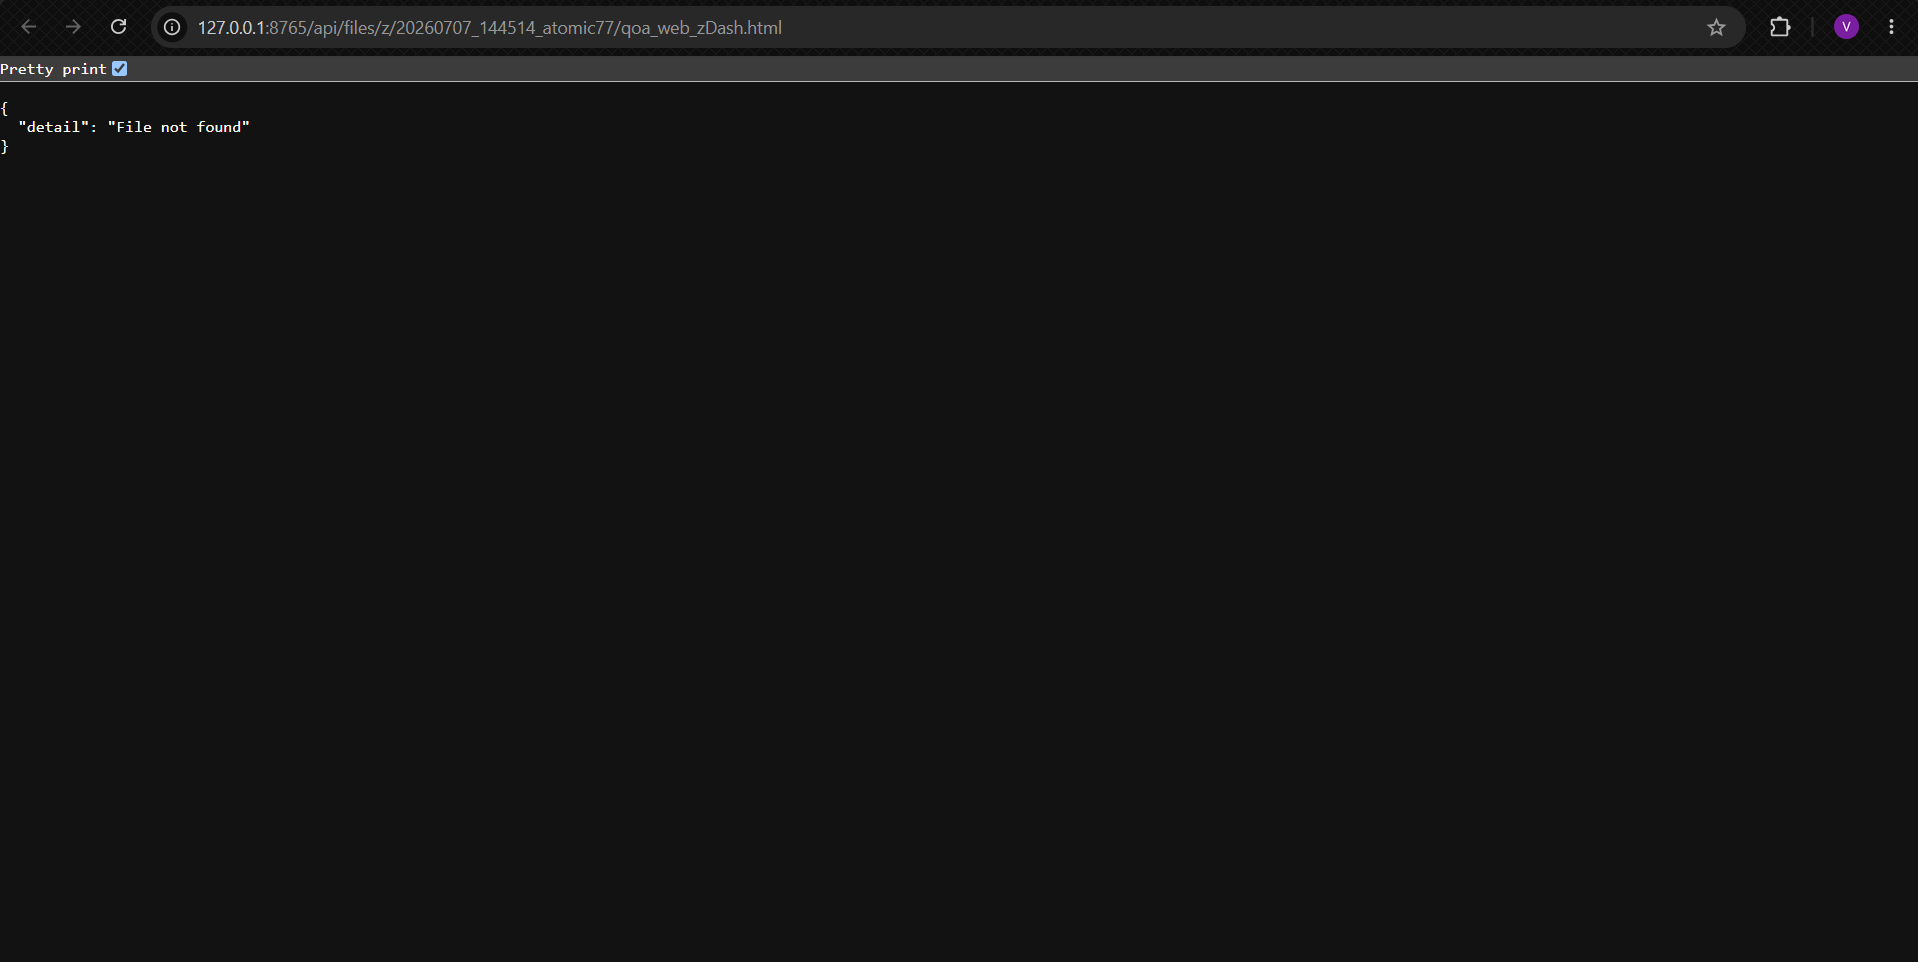 127.0.0.1:8765/api/files/z/20260707_144514_atomic77/qoa_web_zDash.html
V
Pretty print
{
  "detail": "File not found"
}